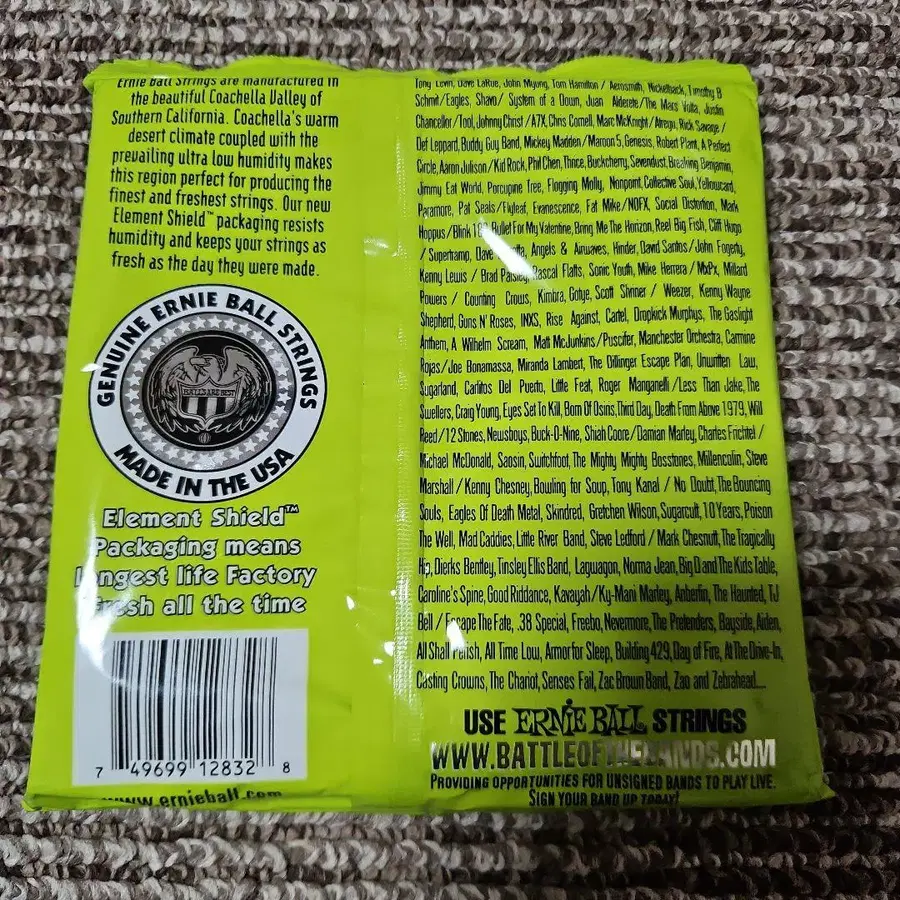 Ernie Ball Strings are manufactured in
the beautiful Coachella Valley of
Southern California. Coachella's warm
desert climate coupled with the
prevailing ultra low humidity makes
this region perfect for producing the
finest and freshest strings. Our new
Element Shield™ packaging resists
humidity and keeps your strings as
fresh as the day they were made.
GENUINE ERNIE BALL STRINGS
BALLS ARE BEST
MADE IN THE USA
Element Shield™
Packaging means
longest life Factory
fresh all the time
7 49699 12832 8
www.ernieball.com
Tony Levin, Dave LaRue, John Myung, Tom Hamilton / Aerosmith, Nickelback, Timothy B
Schmit/Eagles, Shavo/ System of a Down, Juan Alderete/The Mars Volta, Justin
Chancellor/Tool, Johnny Christ/A7X, Chris Cornell, Marc McKnight/Atreyu, Rick Savage /
Def Leppard, Buddy Guy Band, Mickey Madden/Maroon 5, Genesis, Robert Plant, A Perfect
Circle, Aaron Julison/Kid Rock, Phil Chen, Thrice, Buckcherry, Sevendust, Breaking Benjamin,
Jimmy Eat World, Porcupine Tree, Flogging Molly, Nonpoint, Collective Soul, Yellowcard,
Paramore, Pat Seals/Flyleaf, Evanescence, Fat Mike/NOFX, Social Distortion, Mark
Hoppus/Blink 182, Bullet For My Valentine, Bring Me The Horizon, Reel Big Fish, Cliff Hugo
/ Supertramp, Dave Angels & Airwaves, Hinder, David Santos/John Fogerty,
Kenny Lewis / Brad Paisley, Rascal Flatts, Sonic Youth, Mike Herrera/MxPx, Millard
Powers / Counting Crows, Kimbra, Gotye, Scott Shriner / Weezer, Kenny Wayne
Shepherd, Guns N' Roses, INXS, Rise Against, Cartel, Dropkick Murphys, The Gaslight
Anthem, A Wilhelm Scream, Matt McJunkins/Puscifer, Manchester Orchestra, Carmine
Rojas/Joe Bonamassa, Miranda Lambert, The Dillinger Escape Plan, Unwritten Law,
Sugarland, Carlitos Del Puerto, Little Feat, Roger Manganelli/Less Than Jake, The
Swellers, Craig Young, Eyes Set To Kill, Born Of Osiris, Third Day, Death From Above 1979, Will
Reed/12 Stones, Newsboys, Buck-O-Nine, Shiah Coore/Damian Marley, Charles Frichtel /
Michael McDonald, Saosin, Switchfoot, The Mighty Mighty Bosstones, Millencolin, Steve
Marshall/Kenny Chesney, Bowling for Soup, Tony Kanal / No Doubt, The Bouncing
Souls, Eagles Of Death Metal, Skindred, Gretchen Wilson, Sugarcult, 10 Years, Poison
The Well, Mad Caddies, Little River Band, Steve Ledford / Mark Chesnutt, The Tragically
Hip, Dierks Bentley, Tinsley Ellis Band, Lagwagon, Norma Jean, Big D and The Kids Table,
Caroline's Spine, Good Riddance, Kavayah/Ky-Mani Marley, Anberlin, The Haunted, TJ
Bell / Escape The Fate, .38 Special, Freebo, Nevermore, The Pretenders, Bayside, Aiden,
All Shall Perish, All Time Low, Armor for Sleep, Building 429, Day of Fire, At The Drive-In,
Casting Crowns, The Chariot, Senses Fail, Zac Brown Band, Zao and Zebrahead....
USE ERNIE BALL STRINGS
WWW.BATTLEOFTHEBANDS.COM
PROVIDING OPPORTUNITIES FOR UNSIGNED BANDS TO PLAY LIVE.
SIGN YOUR BAND UP TODAY!